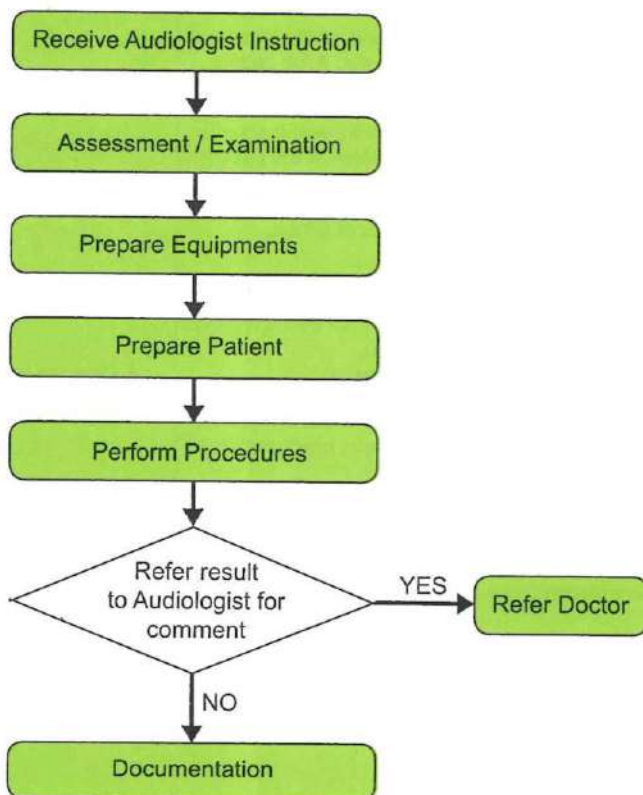 Receive Audiologist Instruction
Assessment / Examination
Prepare Equipments
Prepare Patient
Perform Procedures
Refer result
to Audiologist for
comment
YES
Refer Doctor
NO
Documentation